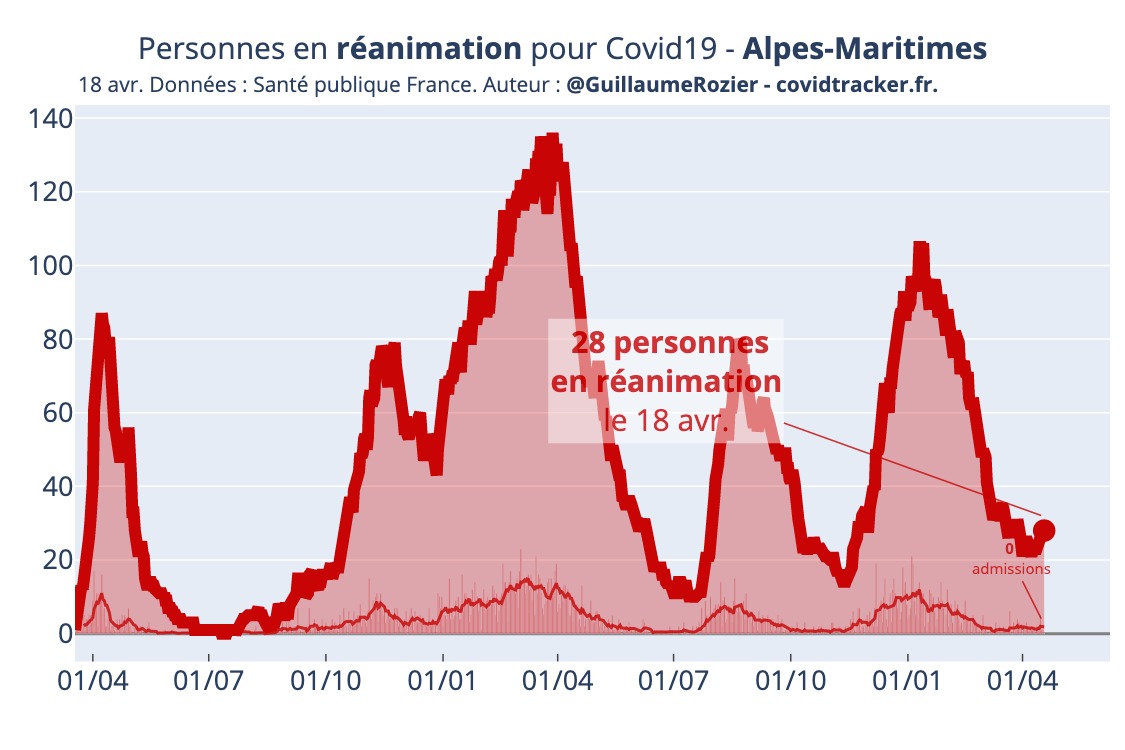 Personnes en réanimation pour Covid19 - Alpes-Maritimes
18 avr. Données : Santé publique France. Auteur : @GuillaumeRozier - covidtracker.fr.
140
120
100
80
60
40
20
0
28 personnes
en réanimation
le 18 avr.
0
admissions
01/04 01/07 01/10 01/01 01/04 01/07 01/10 01/01 01/04